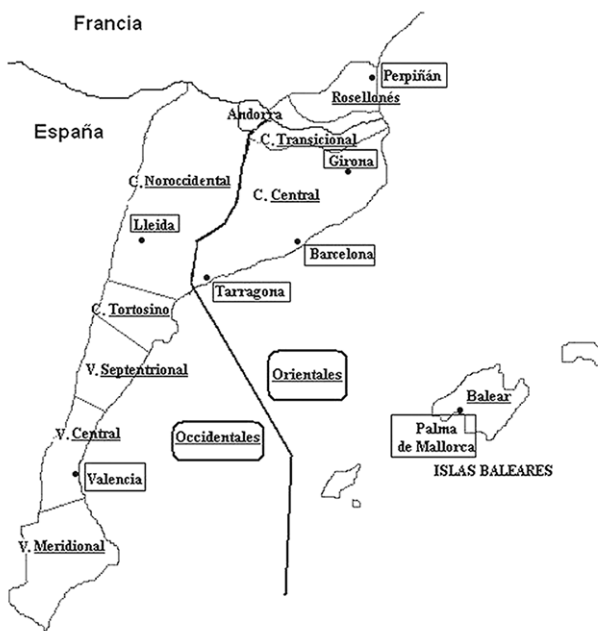 Francia
Perpiñán
Rosellonés
Andorra
España
C. Transicional
Girona
C. Noroccidental
C. Central
Lleida
Barcelona
Tarragona
C. Tortosino
V. Septentrional
Orientales
Balear
V. Central
Occidentales
Palma
de Mallorca
ISLAS BALEARES
Valencia
V. Meridional